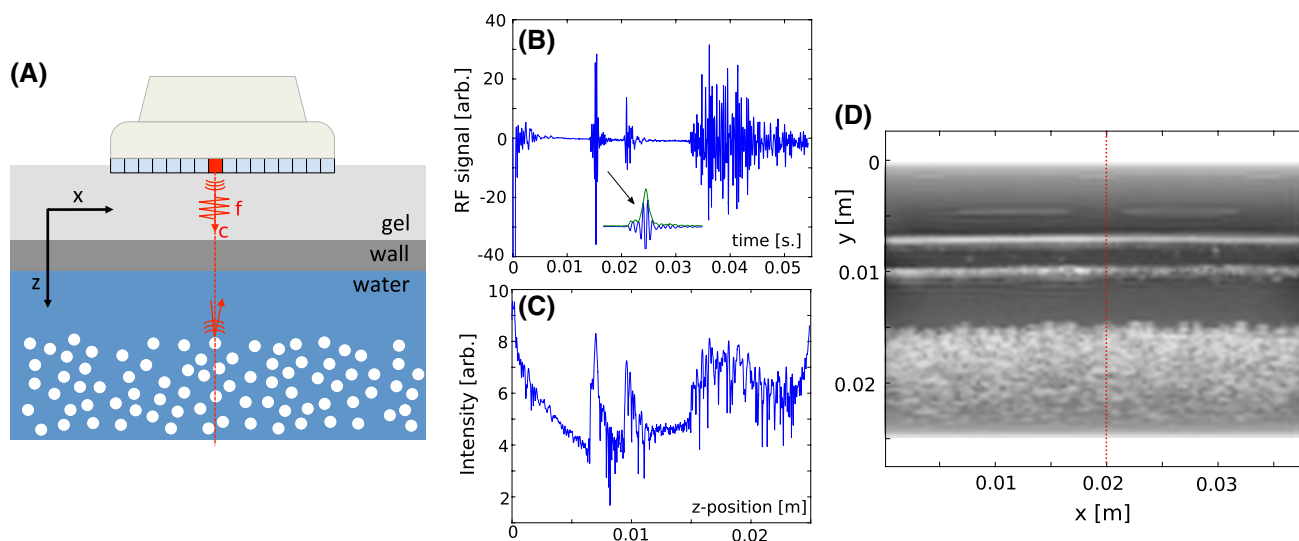 (A)
x
f
c
gel
wall
z
water
(B)
40
20
0
-20
-40
RF signal [arb.]
0
0.01
0.02
0.03
0.04
0.05
time [s.]
(C)
10
8
6
4
2
1
Intensity [arb.]
z-position [m]
0
0.01
0.02
(D)
0
0.01
0.02
y [m]
0.01
0.02
0.03
x [m]